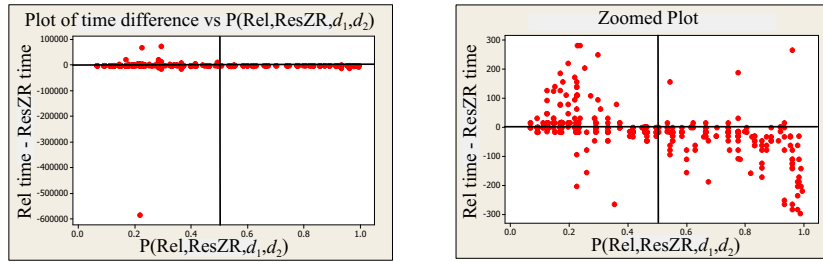 Plot of time difference vs P(Rel,ResZR,d₁,d₂)
Rel time - ResZR time
100000
0
-100000
-200000
-300000
-400000
-500000
-600000
0.0 0.2 0.4 0.6 0.8 1.0
P(Rel,ResZR,d₁,d₂)
Zoomed Plot
Rel time - ResZR time
300
200
100
0
-100
-200
-300
0.0 0.2 0.4 0.6 0.8 1.0
P(Rel,ResZR,d₁,d₂)